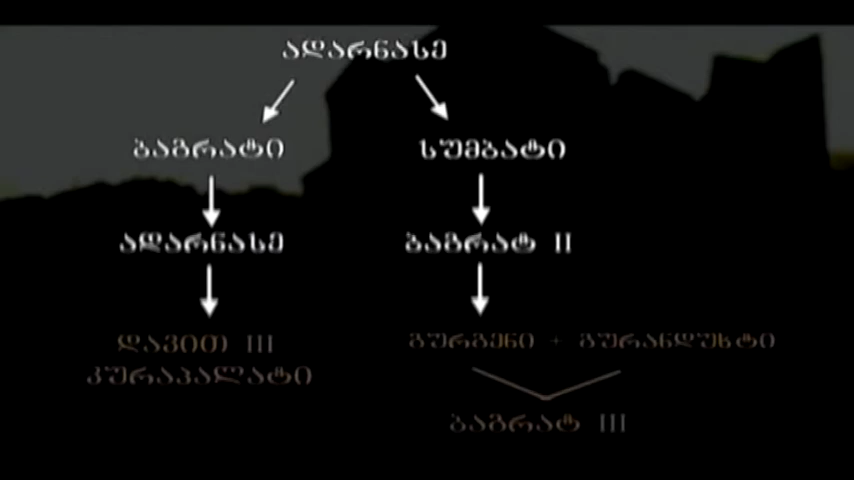 ადარნასე
ბაგრატი სუმბატი
ადარნასე ბაგრატ II
დავით III გურგენი + გურანდუხტი
კურაპალატი
ბაგრატ III